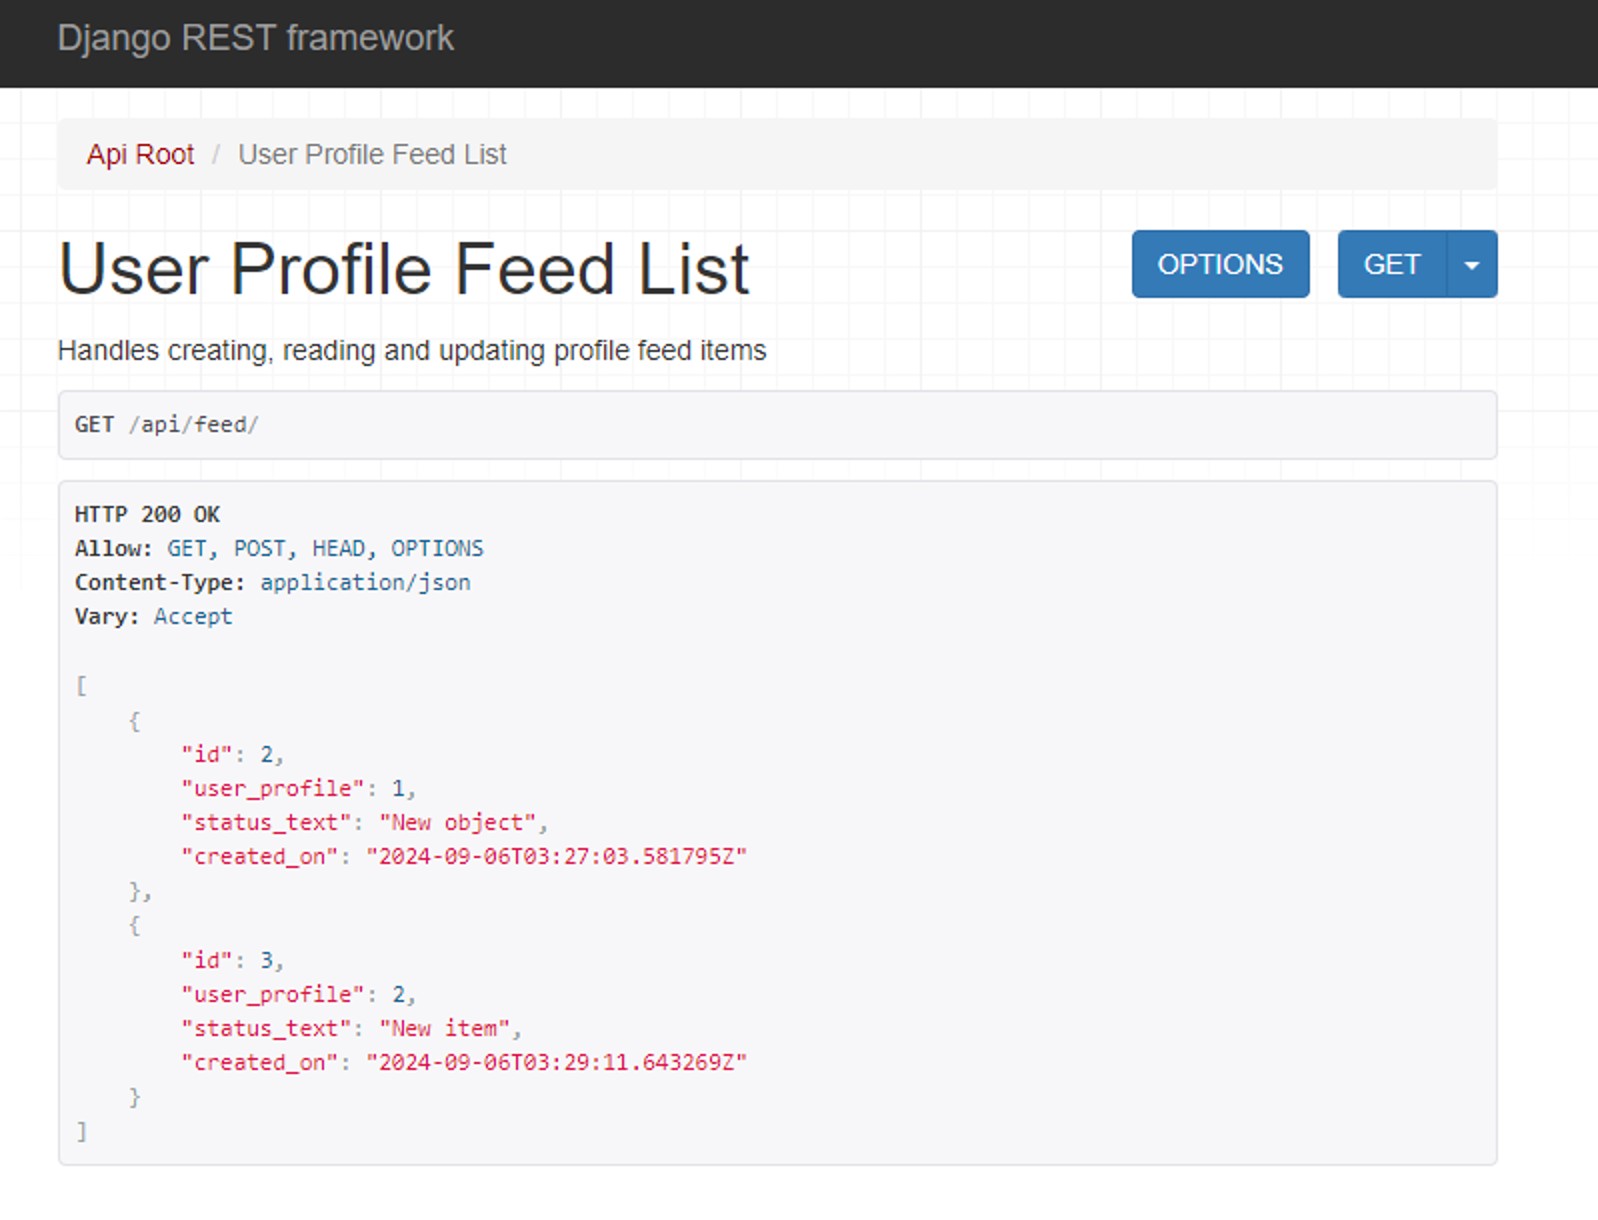 Django REST framework
Api Root / User Profile Feed List
User Profile Feed List
OPTIONS
GET
Handles creating, reading and updating profile feed items
GET /api/feed/
HTTP 200 OK
Allow: GET, POST, HEAD, OPTIONS
Content-Type: application/json
Vary: Accept
[
    {
        "id": 2,
        "user_profile": 1,
        "status_text": "New object",
        "created_on": "2024-09-06T03:27:03.581795Z"
    },
    {
        "id": 3,
        "user_profile": 2,
        "status_text": "New item",
        "created_on": "2024-09-06T03:29:11.643269Z"
    }
]